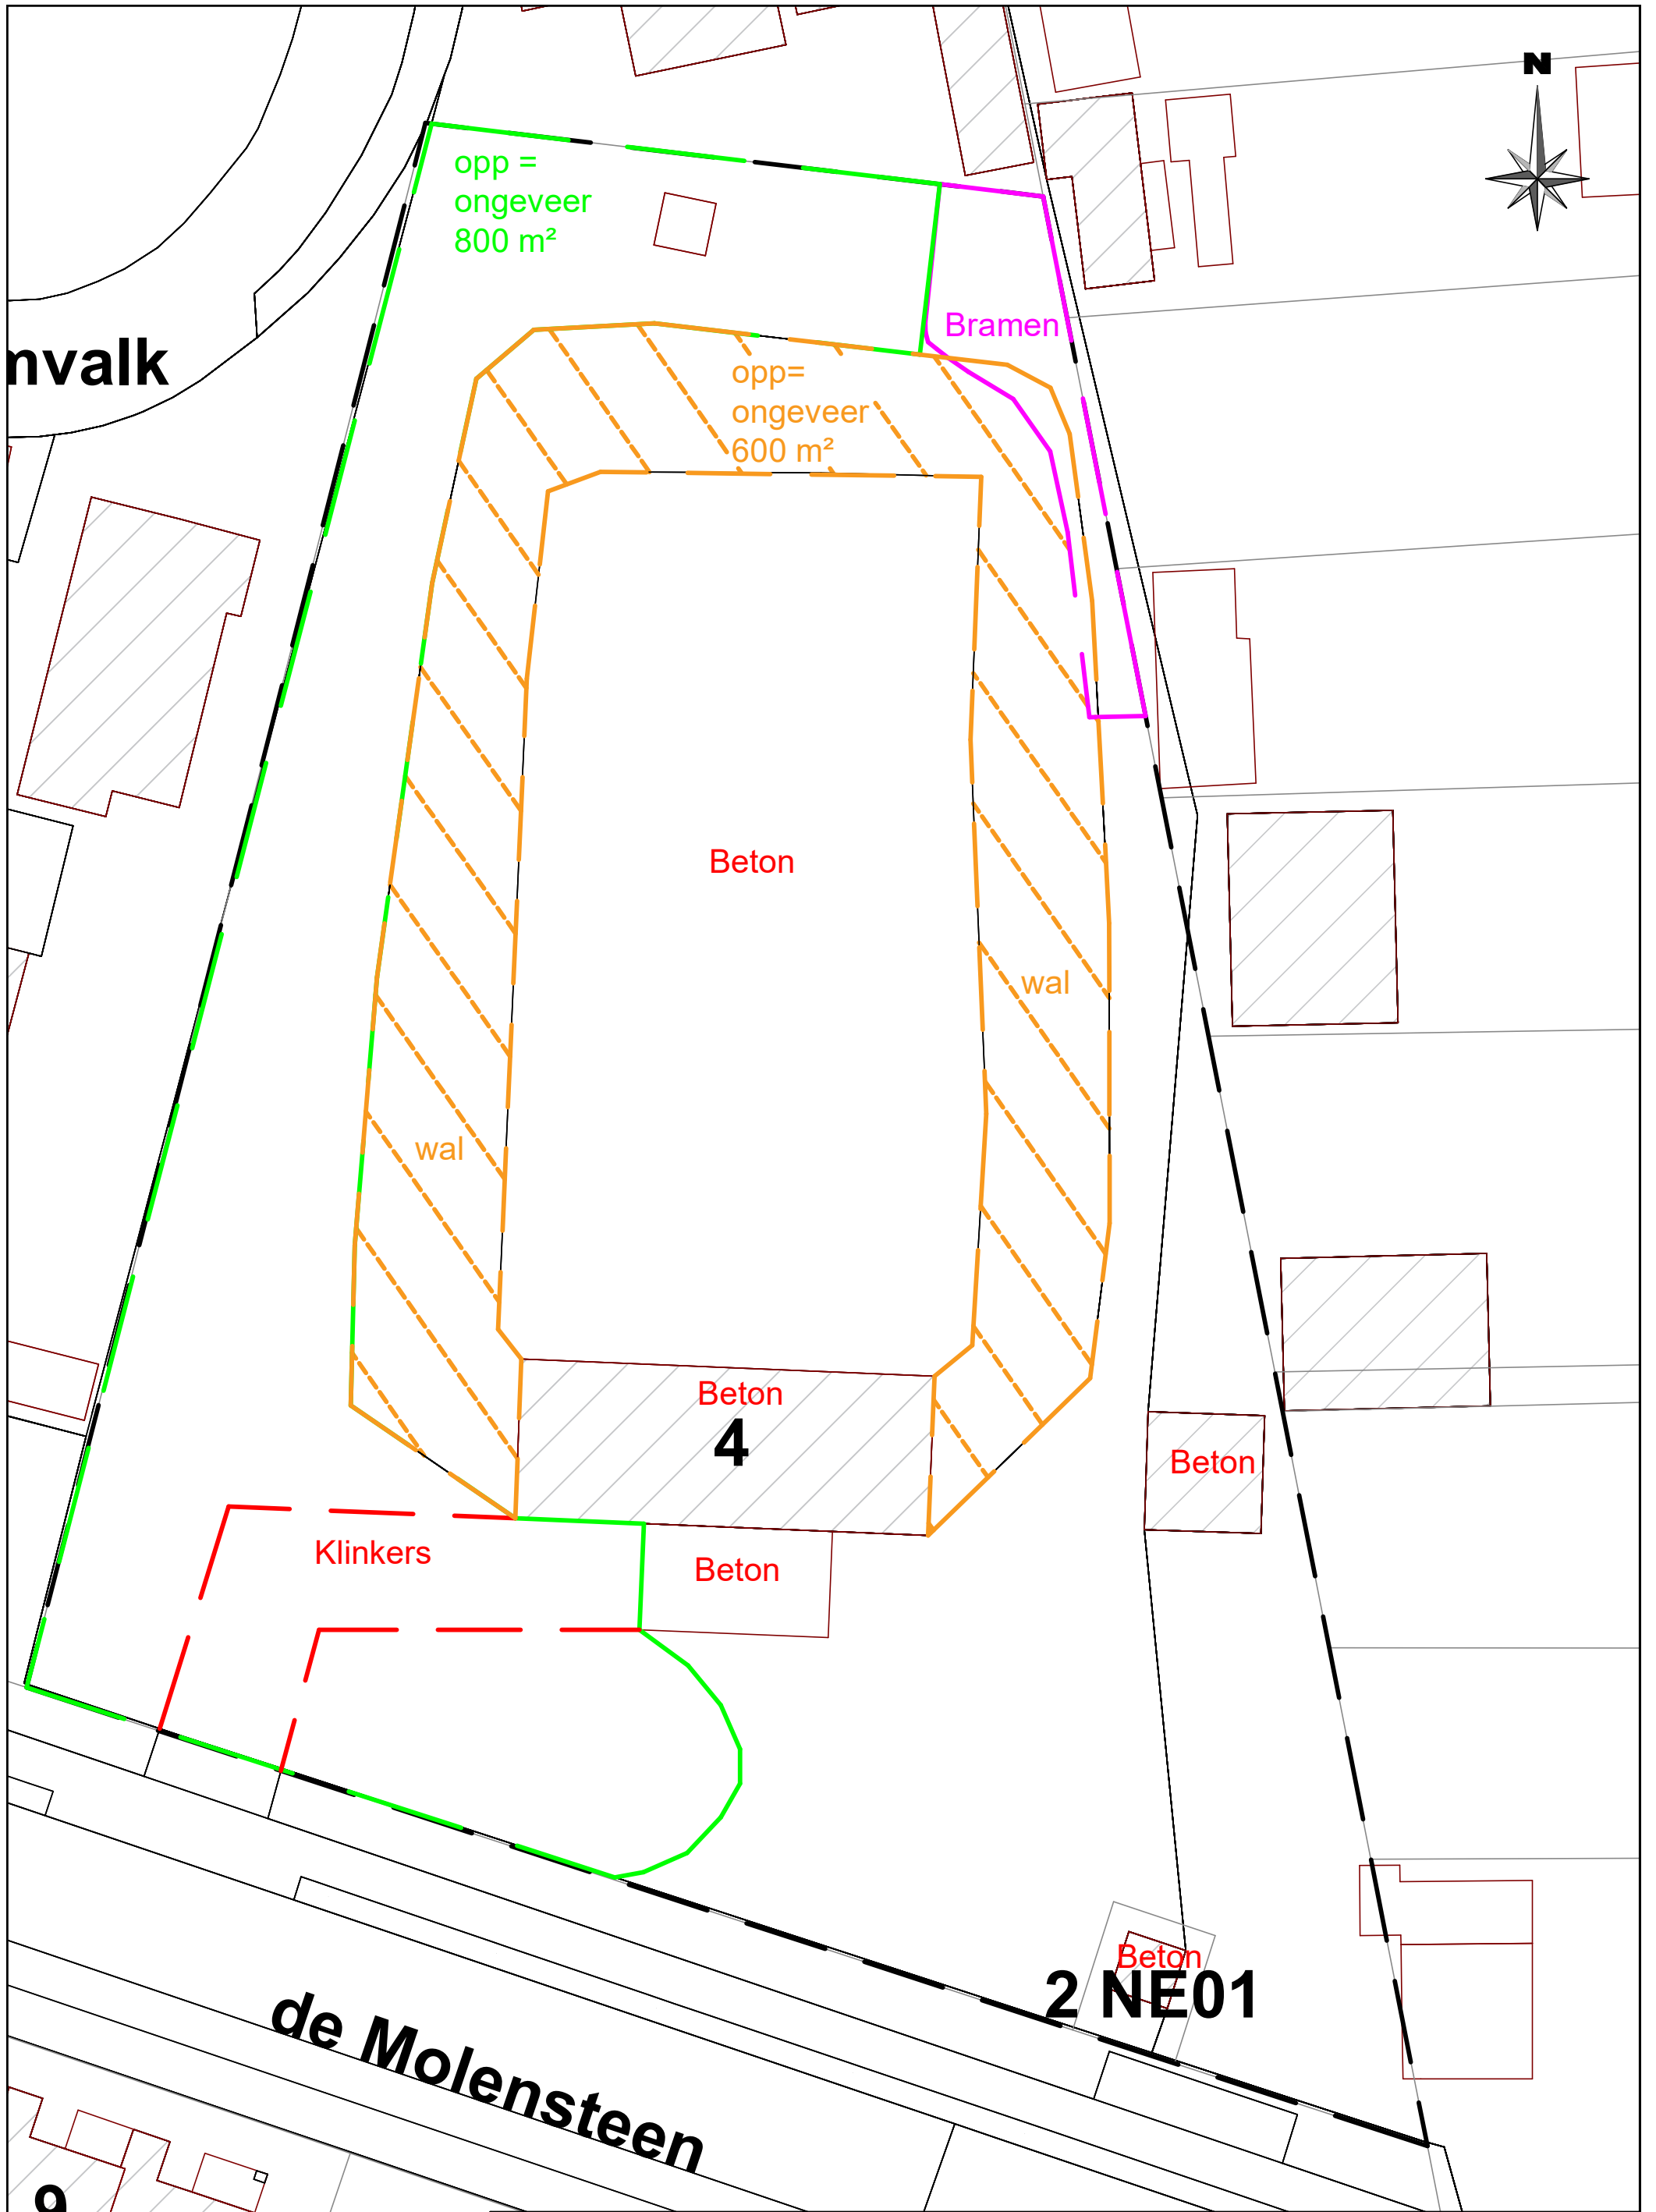 N
opp =
ongeveer
800 m²
Bramen
nvalk
opp=
ongeveer
600 m²
Beton
wal
wal
Beton
4
Beton
Klinkers
Beton
Beton
2 NE01
de Molensteen
9